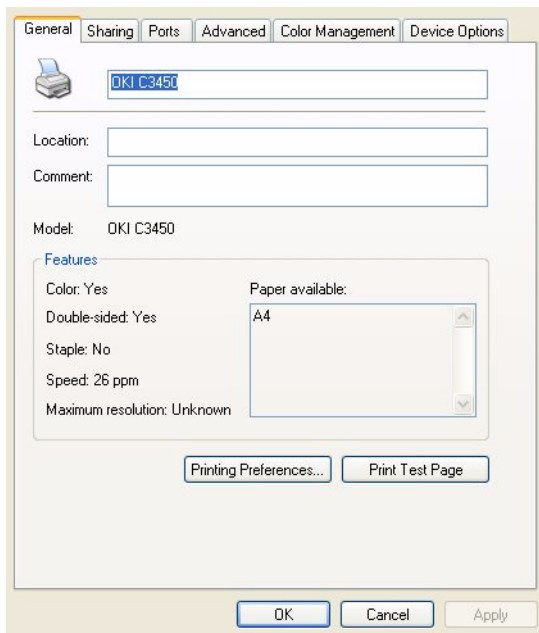 General Sharing Ports Advanced Color Management Device Options
OKI C3450
Location:
Comment:
Model: OKI C3450
Features
Color: Yes Paper available:
Double-sided: Yes A4
Staple: No
Speed: 26 ppm
Maximum resolution: Unknown
Printing Preferences... Print Test Page
OK Cancel Apply